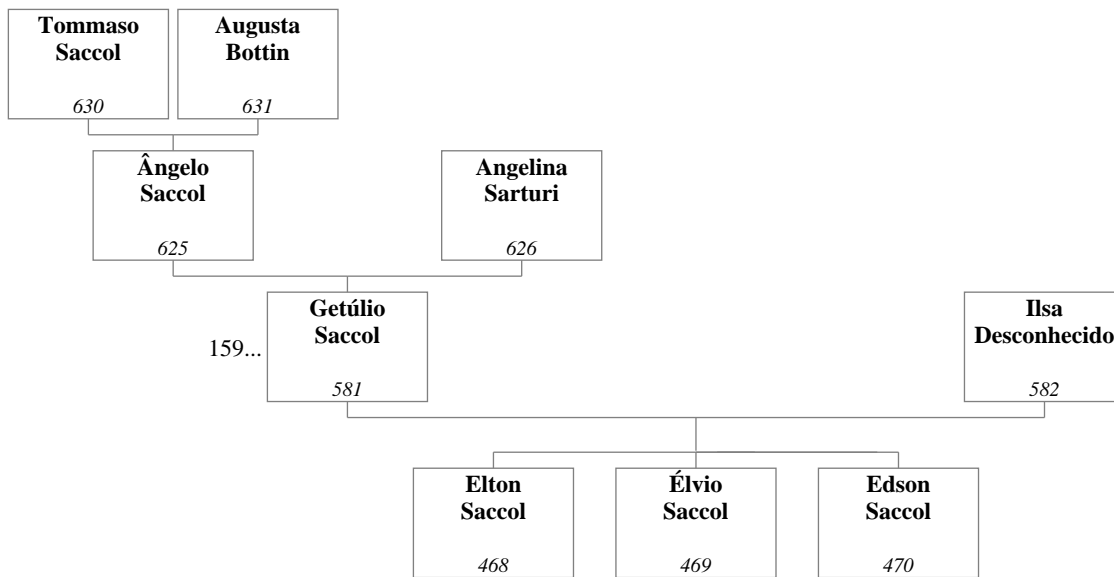 Tommaso
Saccol
630
Augusta
Bottin
631
Ângelo
Saccol
625
Angelina
Sarturi
626
159...
Getúlio
Saccol
581
Ilsa
Desconhecido
582
Elton
Saccol
468
Élvio
Saccol
469
Edson
Saccol
470